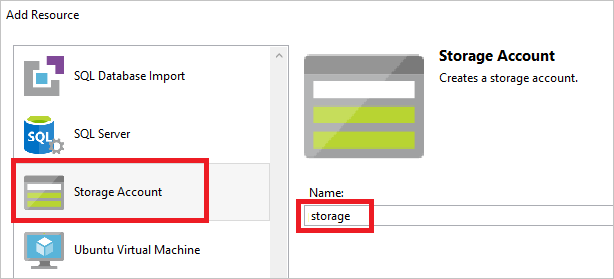 Add Resource
SQL Database Import
SQL
SQL Server
Storage Account
Ubuntu Virtual Machine
Storage Account
Creates a storage account.
Name:
storage